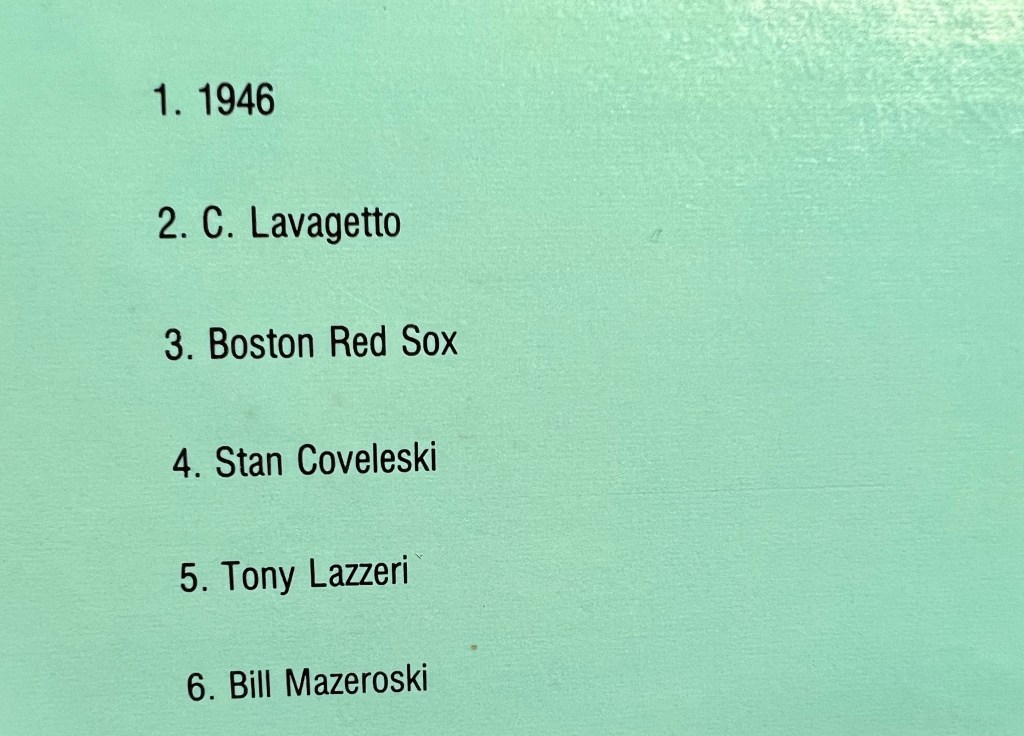 1. 1946
2. C. Lavagetto
3. Boston Red Sox
4. Stan Coveleski
5. Tony Lazzeri
6. Bill Mazeroski